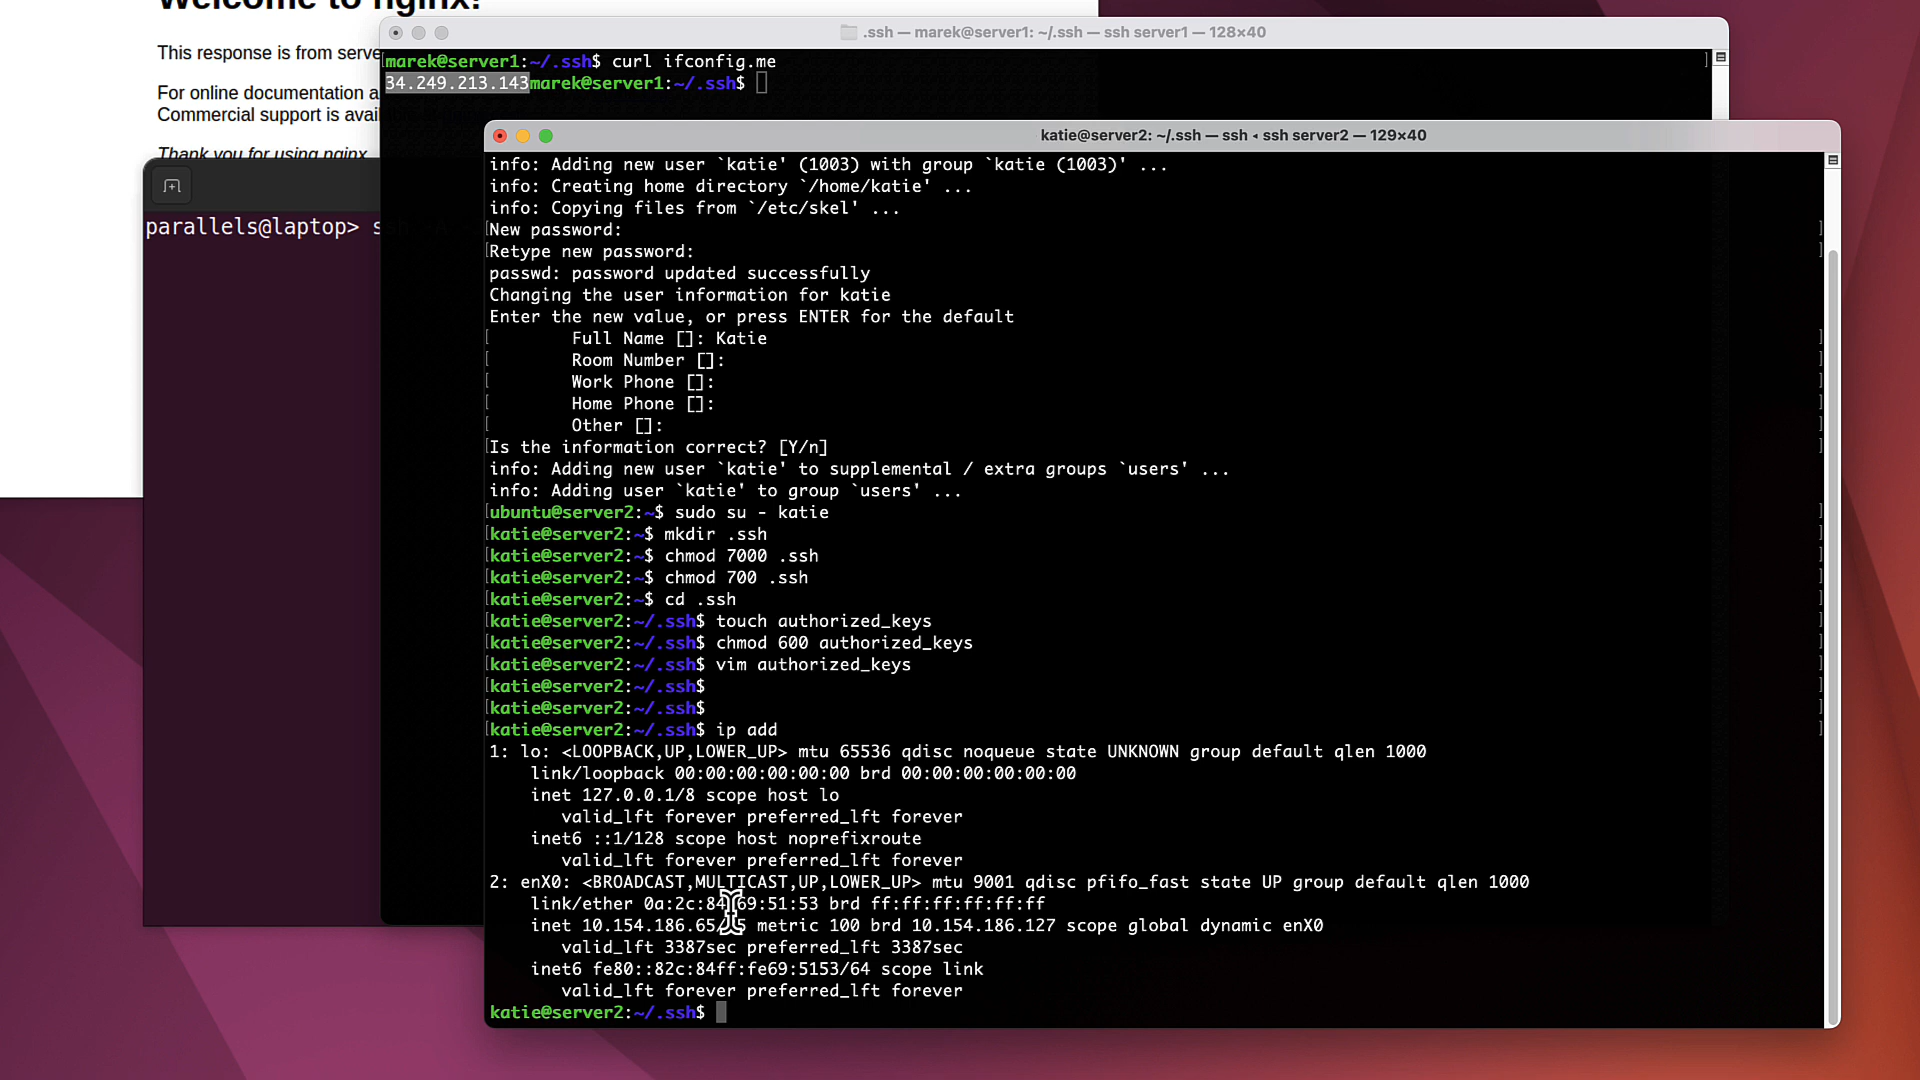 Welcome to nginx!
This response is from serve
For online documentation a
Commercial support is avai
Thank you for using nginx
.ssh — marek@server1: ~/.ssh — ssh server1 — 128×40
marek@server1:~/.ssh$ curl ifconfig.me
34.249.213.143marek@server1:~/.ssh$
parallels@laptop>
katie@server2: ~/.ssh — ssh ◂ ssh server2 — 129×40
info: Adding new user `katie' (1003) with group `katie (1003)' ...
info: Creating home directory `/home/katie' ...
info: Copying files from `/etc/skel' ...
New password:
Retype new password:
passwd: password updated successfully
Changing the user information for katie
Enter the new value, or press ENTER for the default
Full Name []: Katie
Room Number []:
Work Phone []:
Home Phone []:
Other []:
Is the information correct? [Y/n]
info: Adding new user `katie' to supplemental / extra groups `users' ...
info: Adding user `katie' to group `users' ...
ubuntu@server2:~$ sudo su - katie
katie@server2:~$ mkdir .ssh
katie@server2:~$ chmod 7000 .ssh
katie@server2:~$ chmod 700 .ssh
katie@server2:~$ cd .ssh
katie@server2:~/.ssh$ touch authorized_keys
katie@server2:~/.ssh$ chmod 600 authorized_keys
katie@server2:~/.ssh$ vim authorized_keys
katie@server2:~/.ssh$
katie@server2:~/.ssh$
katie@server2:~/.ssh$ ip add
1: lo: <LOOPBACK,UP,LOWER_UP> mtu 65536 qdisc noqueue state UNKNOWN group default qlen 1000
link/loopback 00:00:00:00:00:00 brd 00:00:00:00:00:00
inet 127.0.0.1/8 scope host lo
valid_lft forever preferred_lft forever
inet6 ::1/128 scope host noprefixroute
valid_lft forever preferred_lft forever
2: enX0: <BROADCAST,MULTICAST,UP,LOWER_UP> mtu 9001 qdisc pfifo_fast state UP group default qlen 1000
link/ether 0a:2c:84:69:51:53 brd ff:ff:ff:ff:ff:ff
inet 10.154.186.65/ metric 100 brd 10.154.186.127 scope global dynamic enX0
valid_lft 3387sec preferred_lft 3387sec
inet6 fe80::82c:84ff:fe69:5153/64 scope link
valid_lft forever preferred_lft forever
katie@server2:~/.ssh$